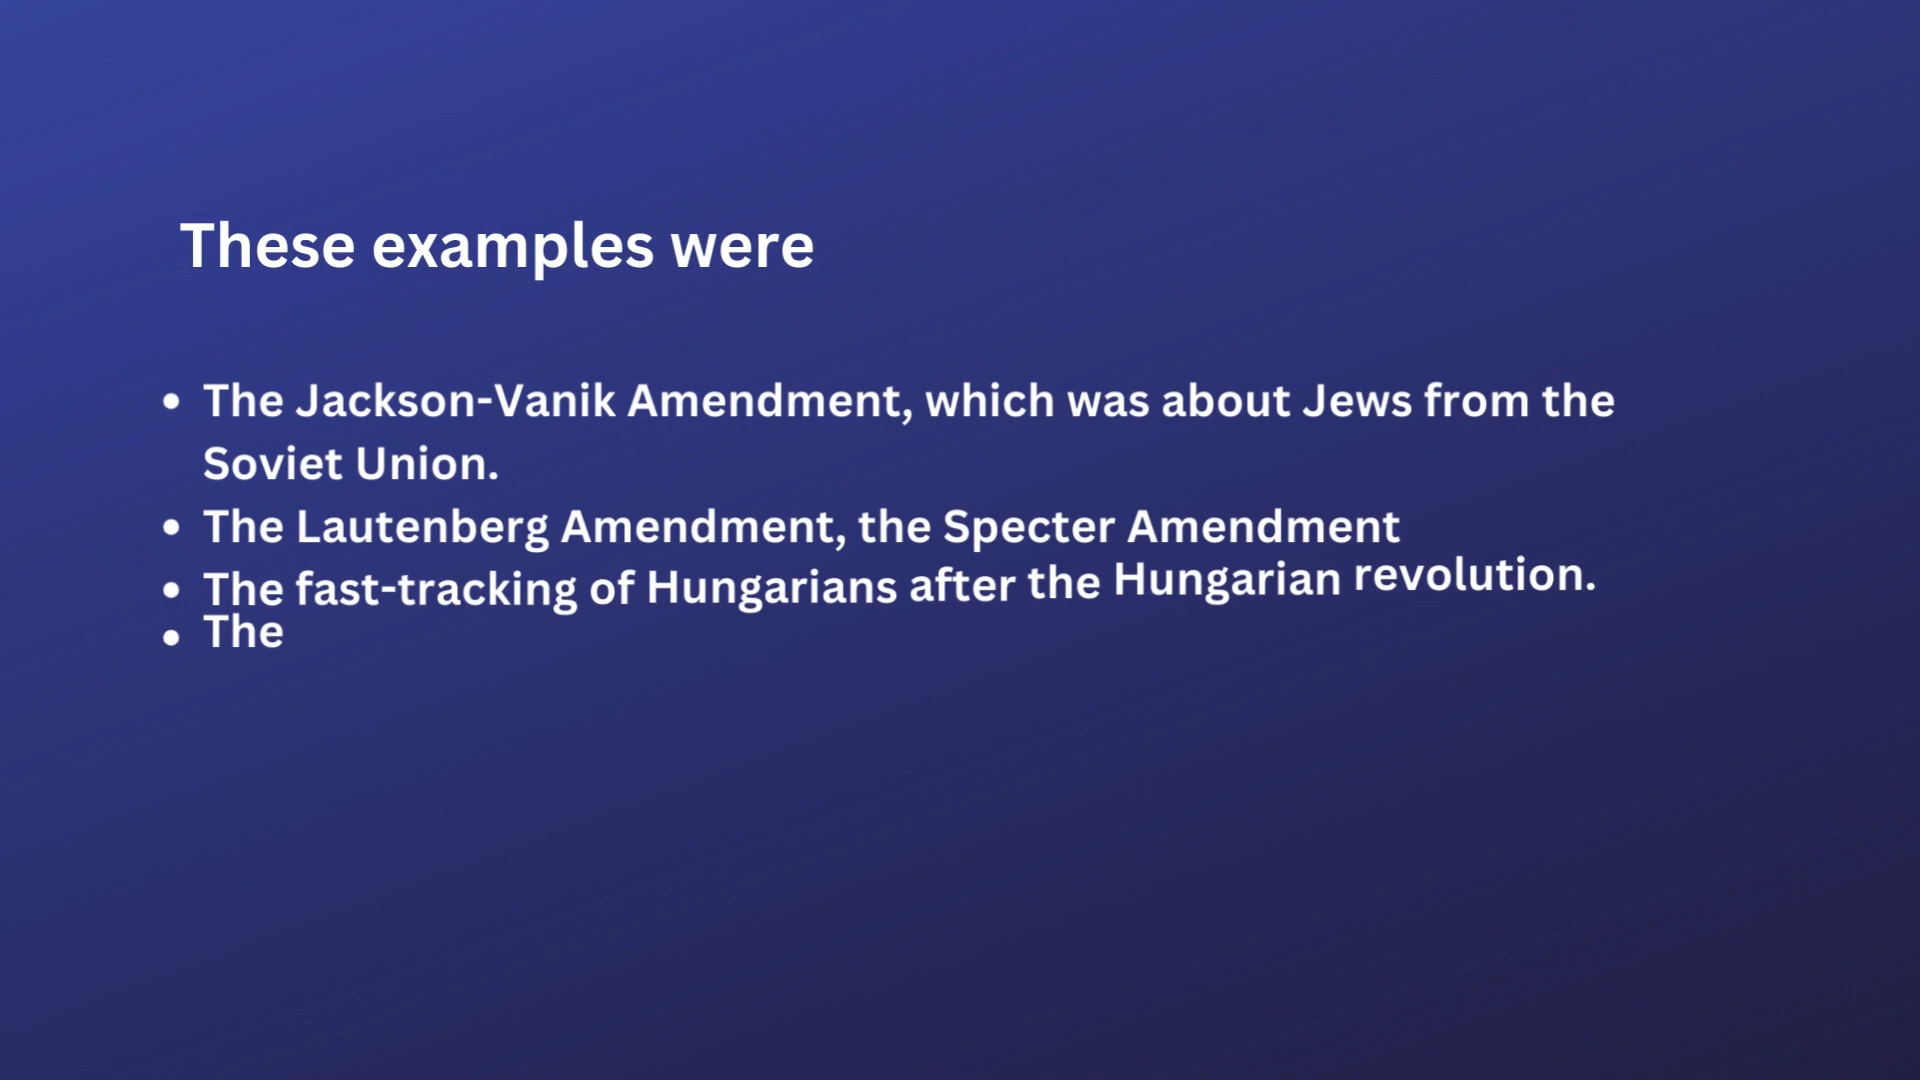 These examples were
• The Jackson-Vanik Amendment, which was about Jews from the
Soviet Union.
• The Lautenberg Amendment, the Specter Amendment
• The fast-tracking of Hungarians after the Hungarian revolution.
• The